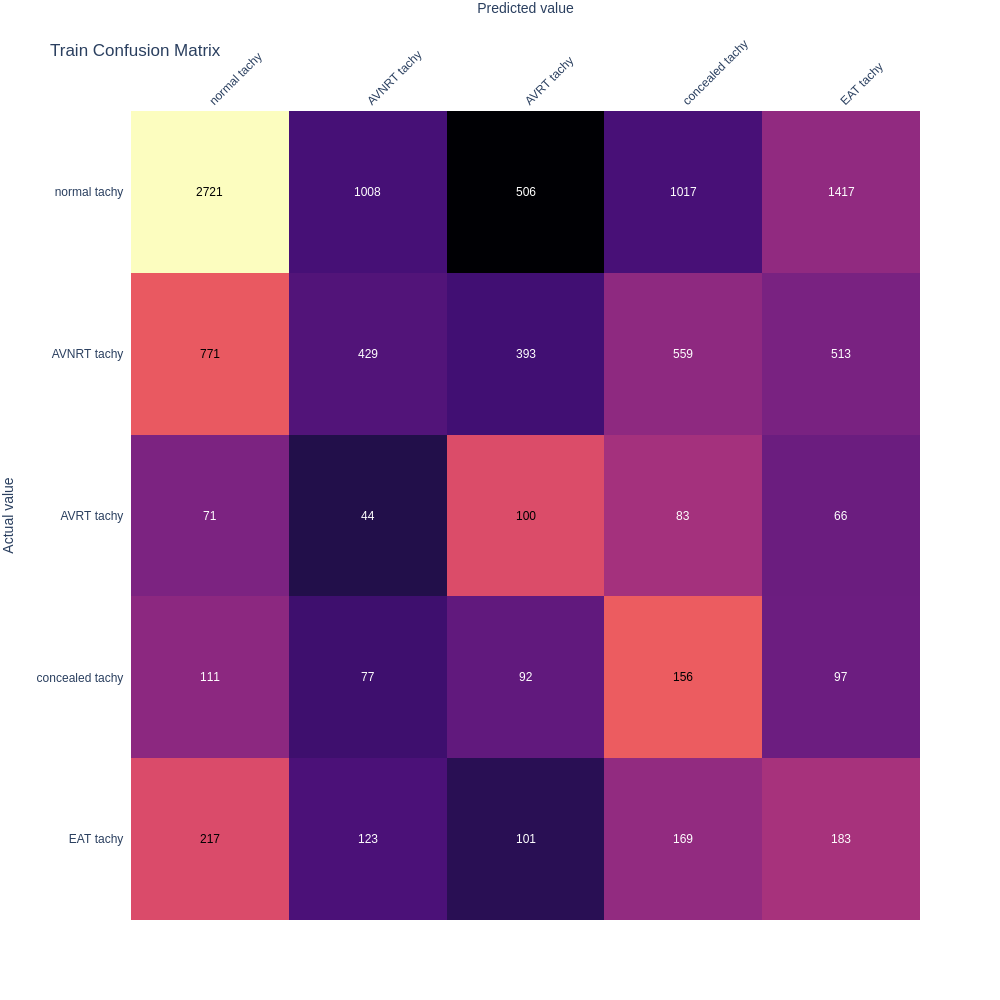 Predicted value
Train Confusion Matrix
normal tachy
AVNRT tachy
AVRT tachy
concealed tachy
EAT tachy
normal tachy 2721 1008 506 1017 1417
AVNRT tachy 771 429 393 559 513
AVRT tachy 71 44 100 83 66
concealed tachy 111 77 92 156 97
EAT tachy 217 123 101 169 183
Actual value